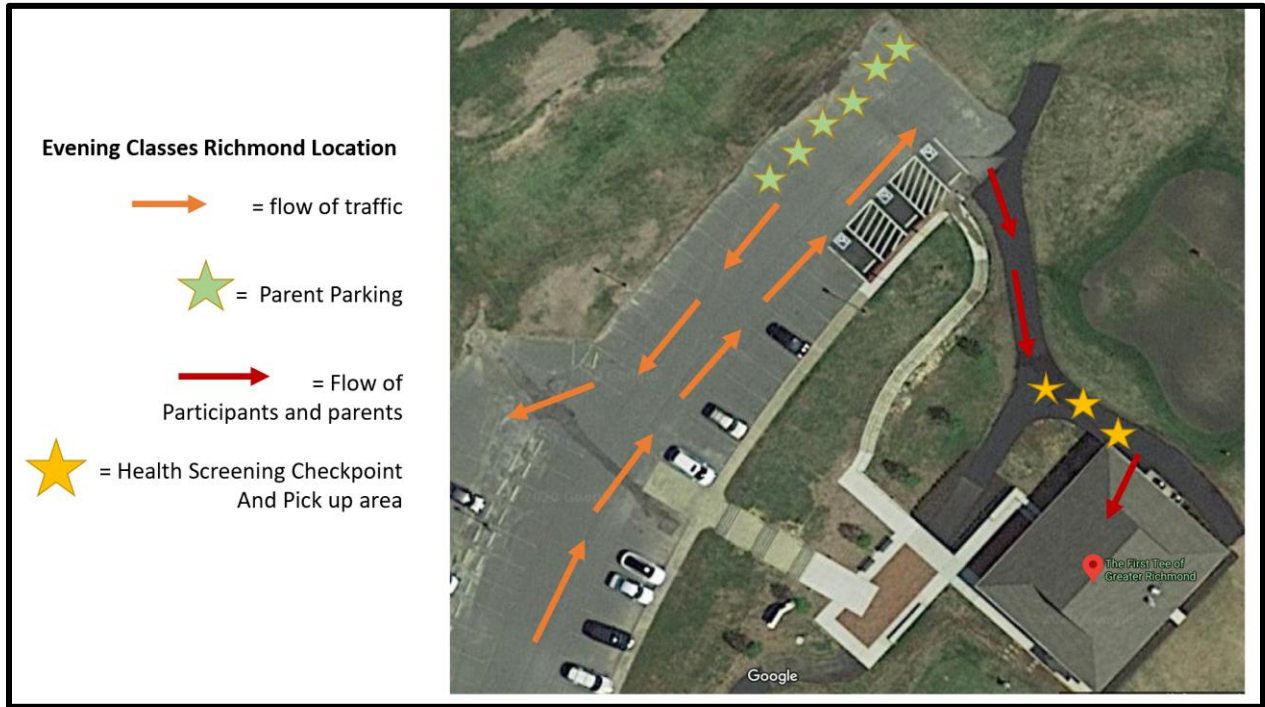 Evening Classes Richmond Location
= flow of traffic
= Parent Parking
= Flow of
Participants and parents
= Health Screening Checkpoint
And Pick up area
The First Tee of
Greater Richmond
Google